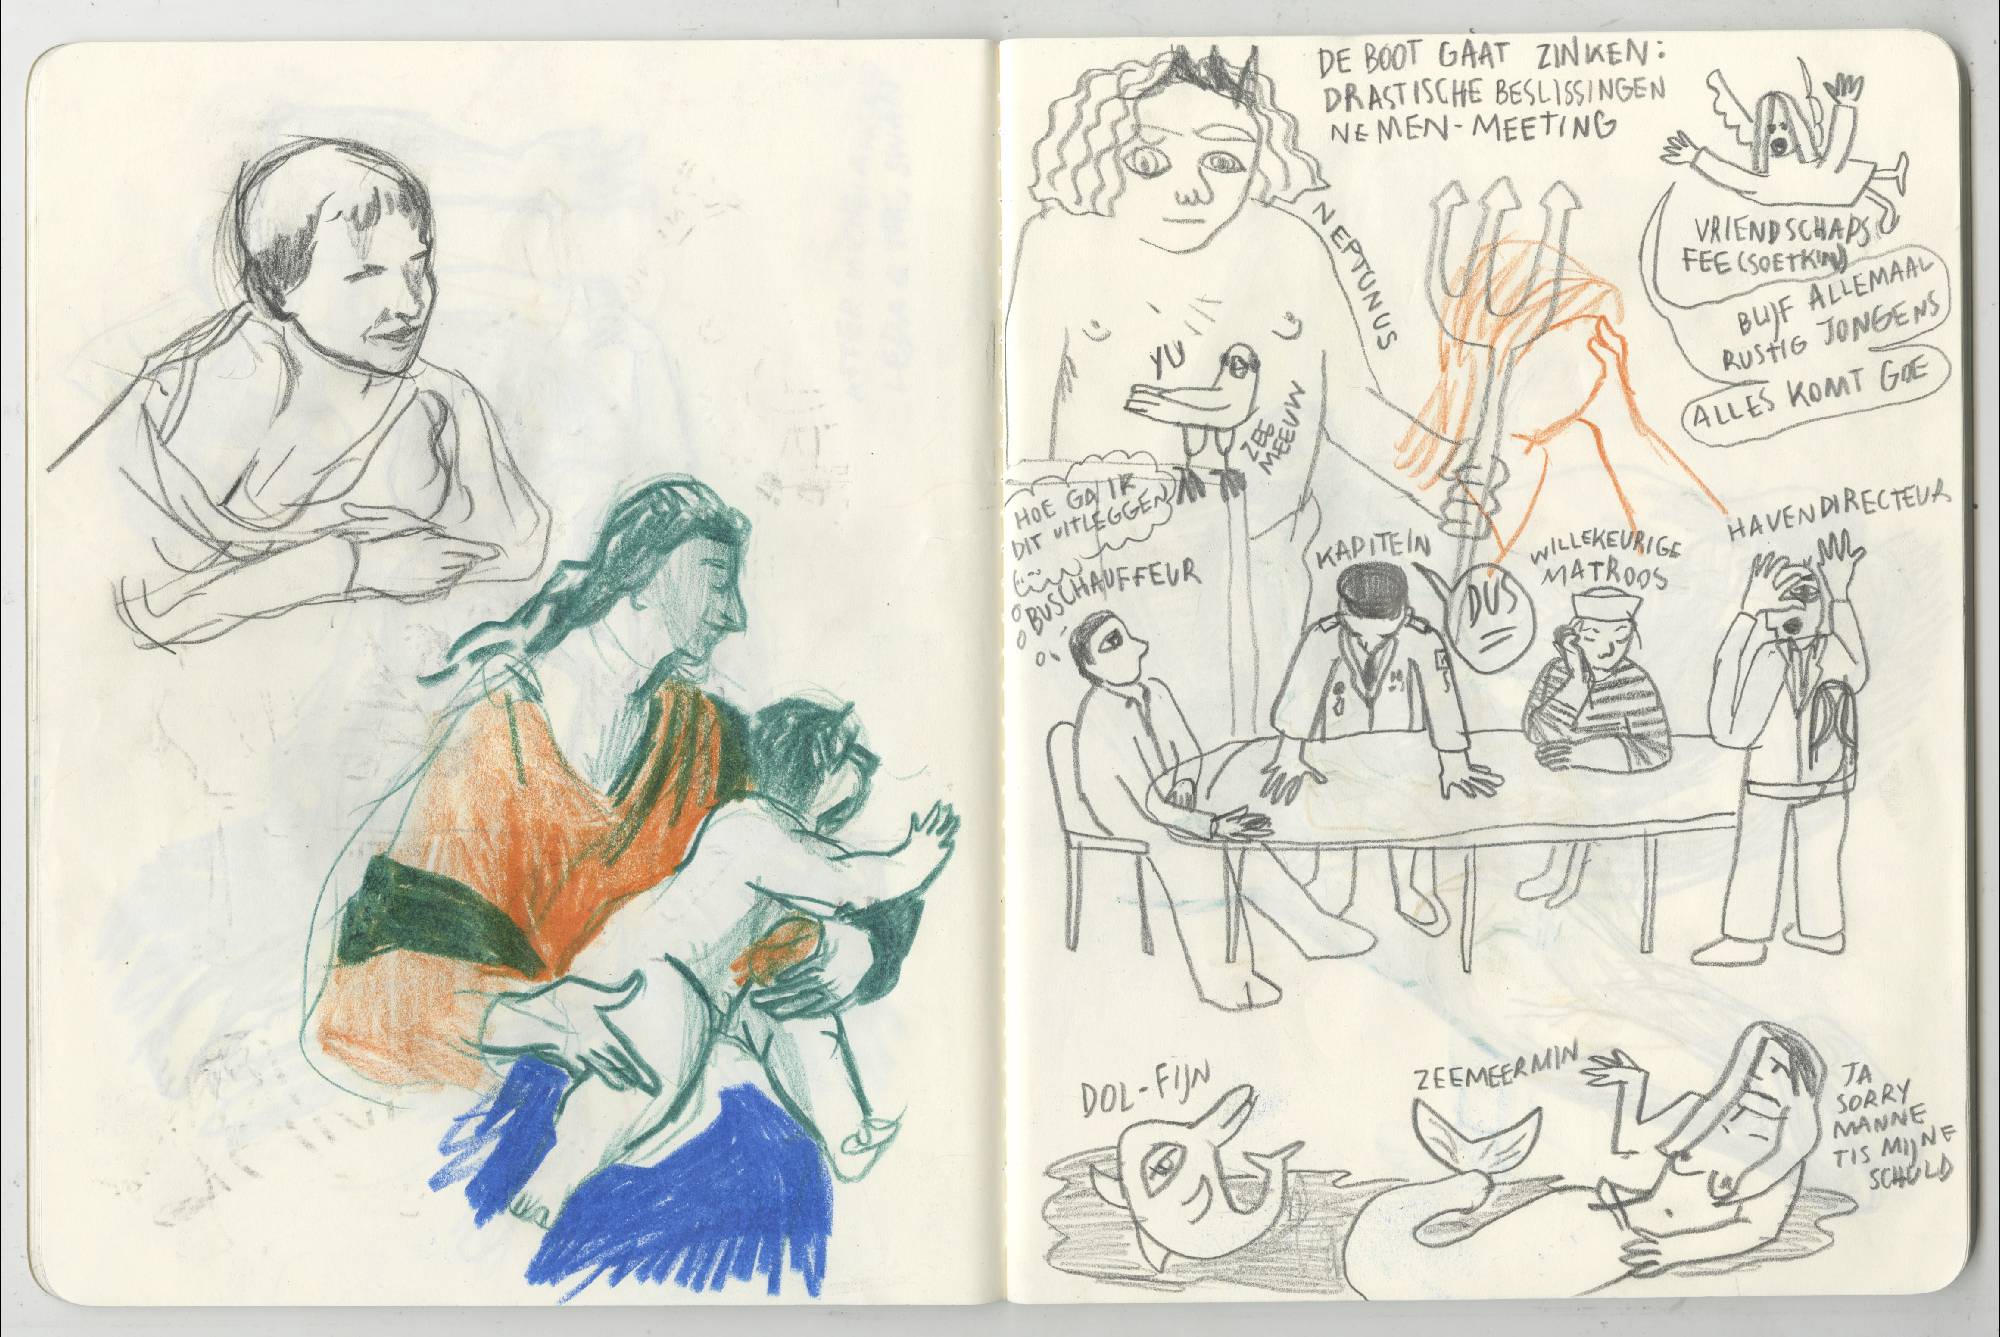 DE BOOT GAAT ZINKEN:
DRASTISCHE BESLISSINGEN
NEMEN-MEETING
NEPTUNUS
VRIENDSCHAPS
FEE (SOETKIN)
BLIJF ALLEMAAL
RUSTIG JONGENS
ALLES KOMT GOE
YU
ZEE
MEEUW
HOE GA IK
DIT UITLEGGEN
BUSCHAUFFEUR
KAPITEIN
DUS
WILLEKEURIGE
MATROOS
HAVENDIRECTEUR
DOL-FIJN
ZEEMEERMIN
JA
SORRY
MANNE
TIS MIJNE
SCHULD